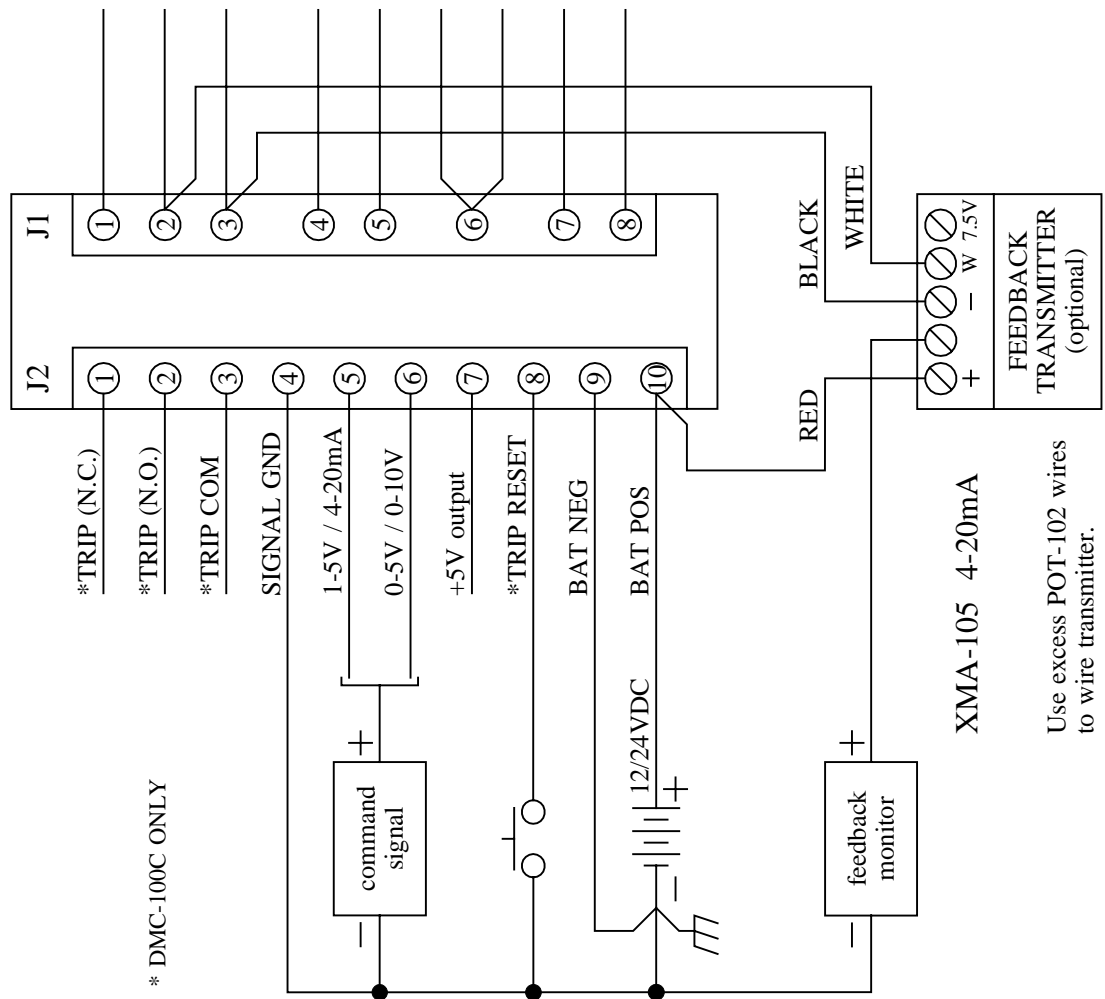 J1
1
2
3
4
5
6
7
8
J2
1
2
3
4
5
6
7
8
9
10
*TRIP (N.C.)
*TRIP (N.O.)
*TRIP COM
SIGNAL GND
1-5V / 4-20mA
0-5V / 0-10V
+5V output
*TRIP RESET
BAT NEG
BAT POS
RED
BLACK
WHITE
+
−
W
7.5V
FEEDBACK
TRANSMITTER
(optional)
XMA-105 4-20mA
Use excess POT-102 wires
to wire transmitter.
+
command
signal
−
12/24VDC
+
−
+
feedback
monitor
−
* DMC-100C ONLY